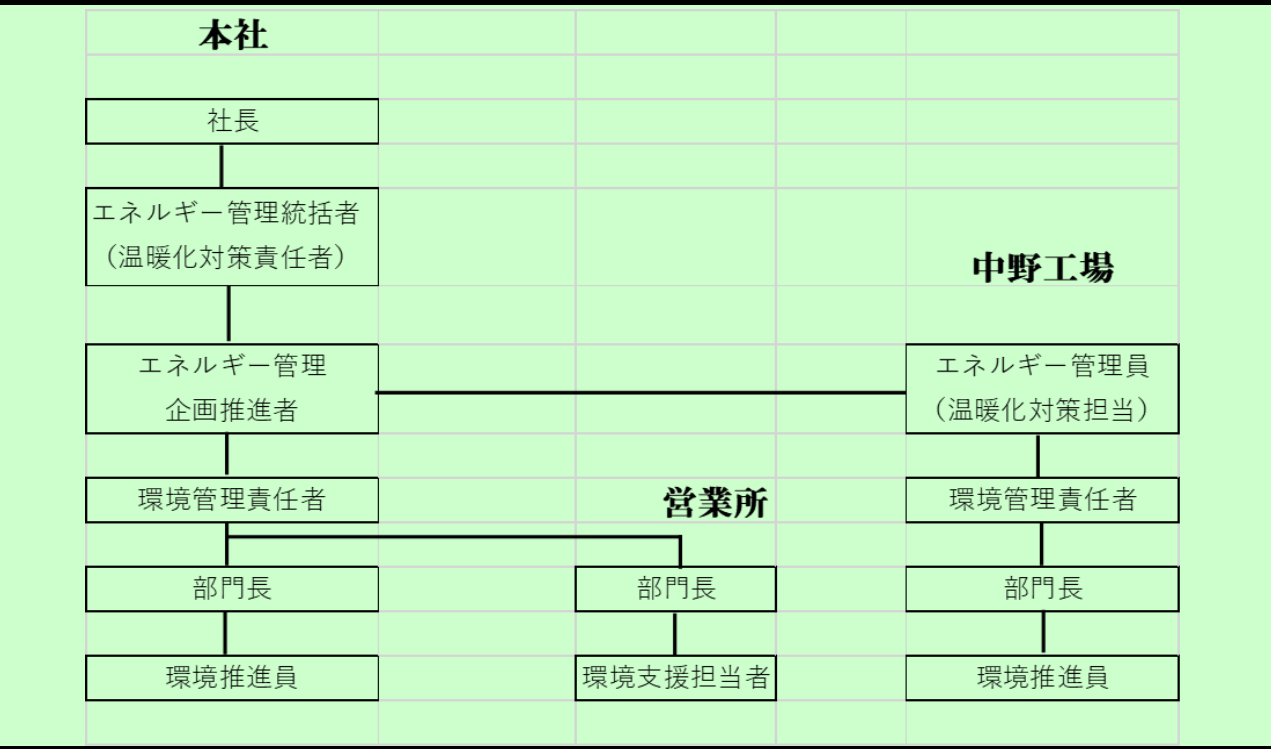 本社
社長
エネルギー管理統括者
（温暖化対策責任者）
中野工場
エネルギー管理
企画推進者
エネルギー管理員
（温暖化対策担当）
環境管理責任者
営業所
環境管理責任者
部門長
部門長
部門長
環境推進員
環境支援担当者
環境推進員